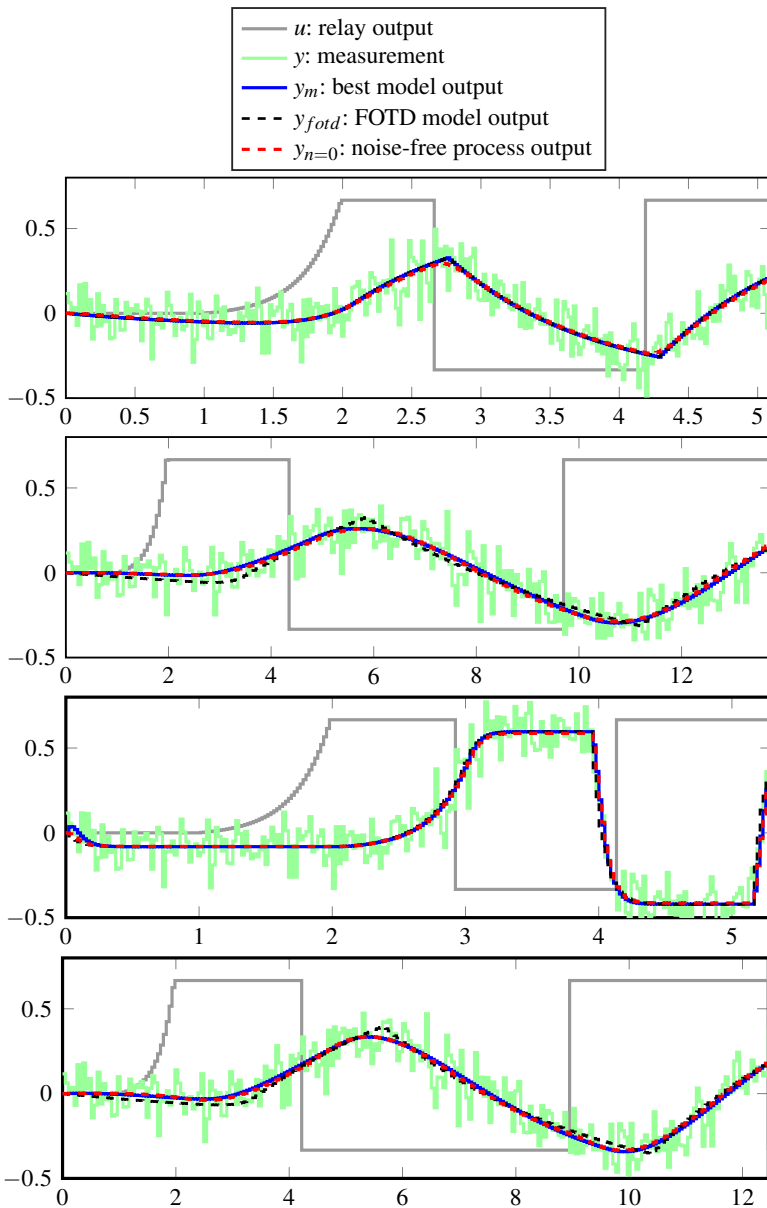 u: relay output
y: measurement
y_m: best model output
y_fotd: FOTD model output
y_n=0: noise-free process output
0.5
0
−0.5
0 0.5 1 1.5 2 2.5 3 3.5 4 4.5 5
0.5
0
−0.5
0 2 4 6 8 10 12
0.5
0
−0.5
0 1 2 3 4 5
0.5
0
−0.5
0 2 4 6 8 10 12